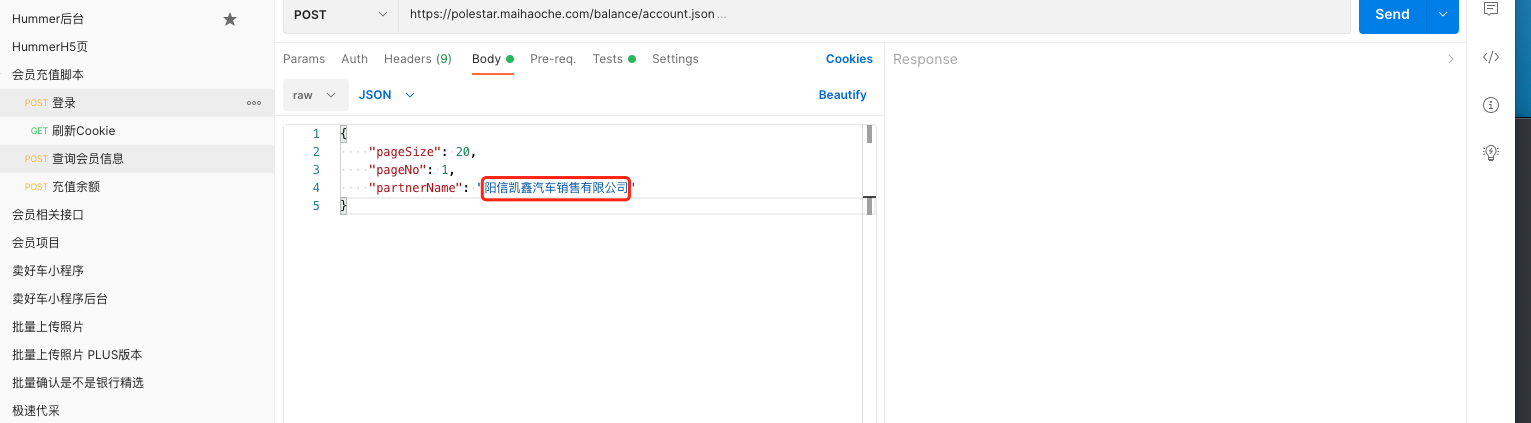 Hummer后台
HummerH5页
会员充值脚本
POST 登录
GET 刷新Cookie
POST 查询会员信息
POST 充值余额
会员相关接口
会员项目
卖好车小程序
卖好车小程序后台
批量上传照片
批量上传照片 PLUS版本
批量确认是不是银行精选
极速代采
POST https://polestar.maihaoche.com/balance/account.json ... Send
Params Auth Headers (9) Body Pre-req. Tests Settings Cookies
raw JSON Beautify
1 {
2 "pageSize": 20,
3 "pageNo": 1,
4 "partnerName": "阳信凯鑫汽车销售有限公司"
5 }
Response